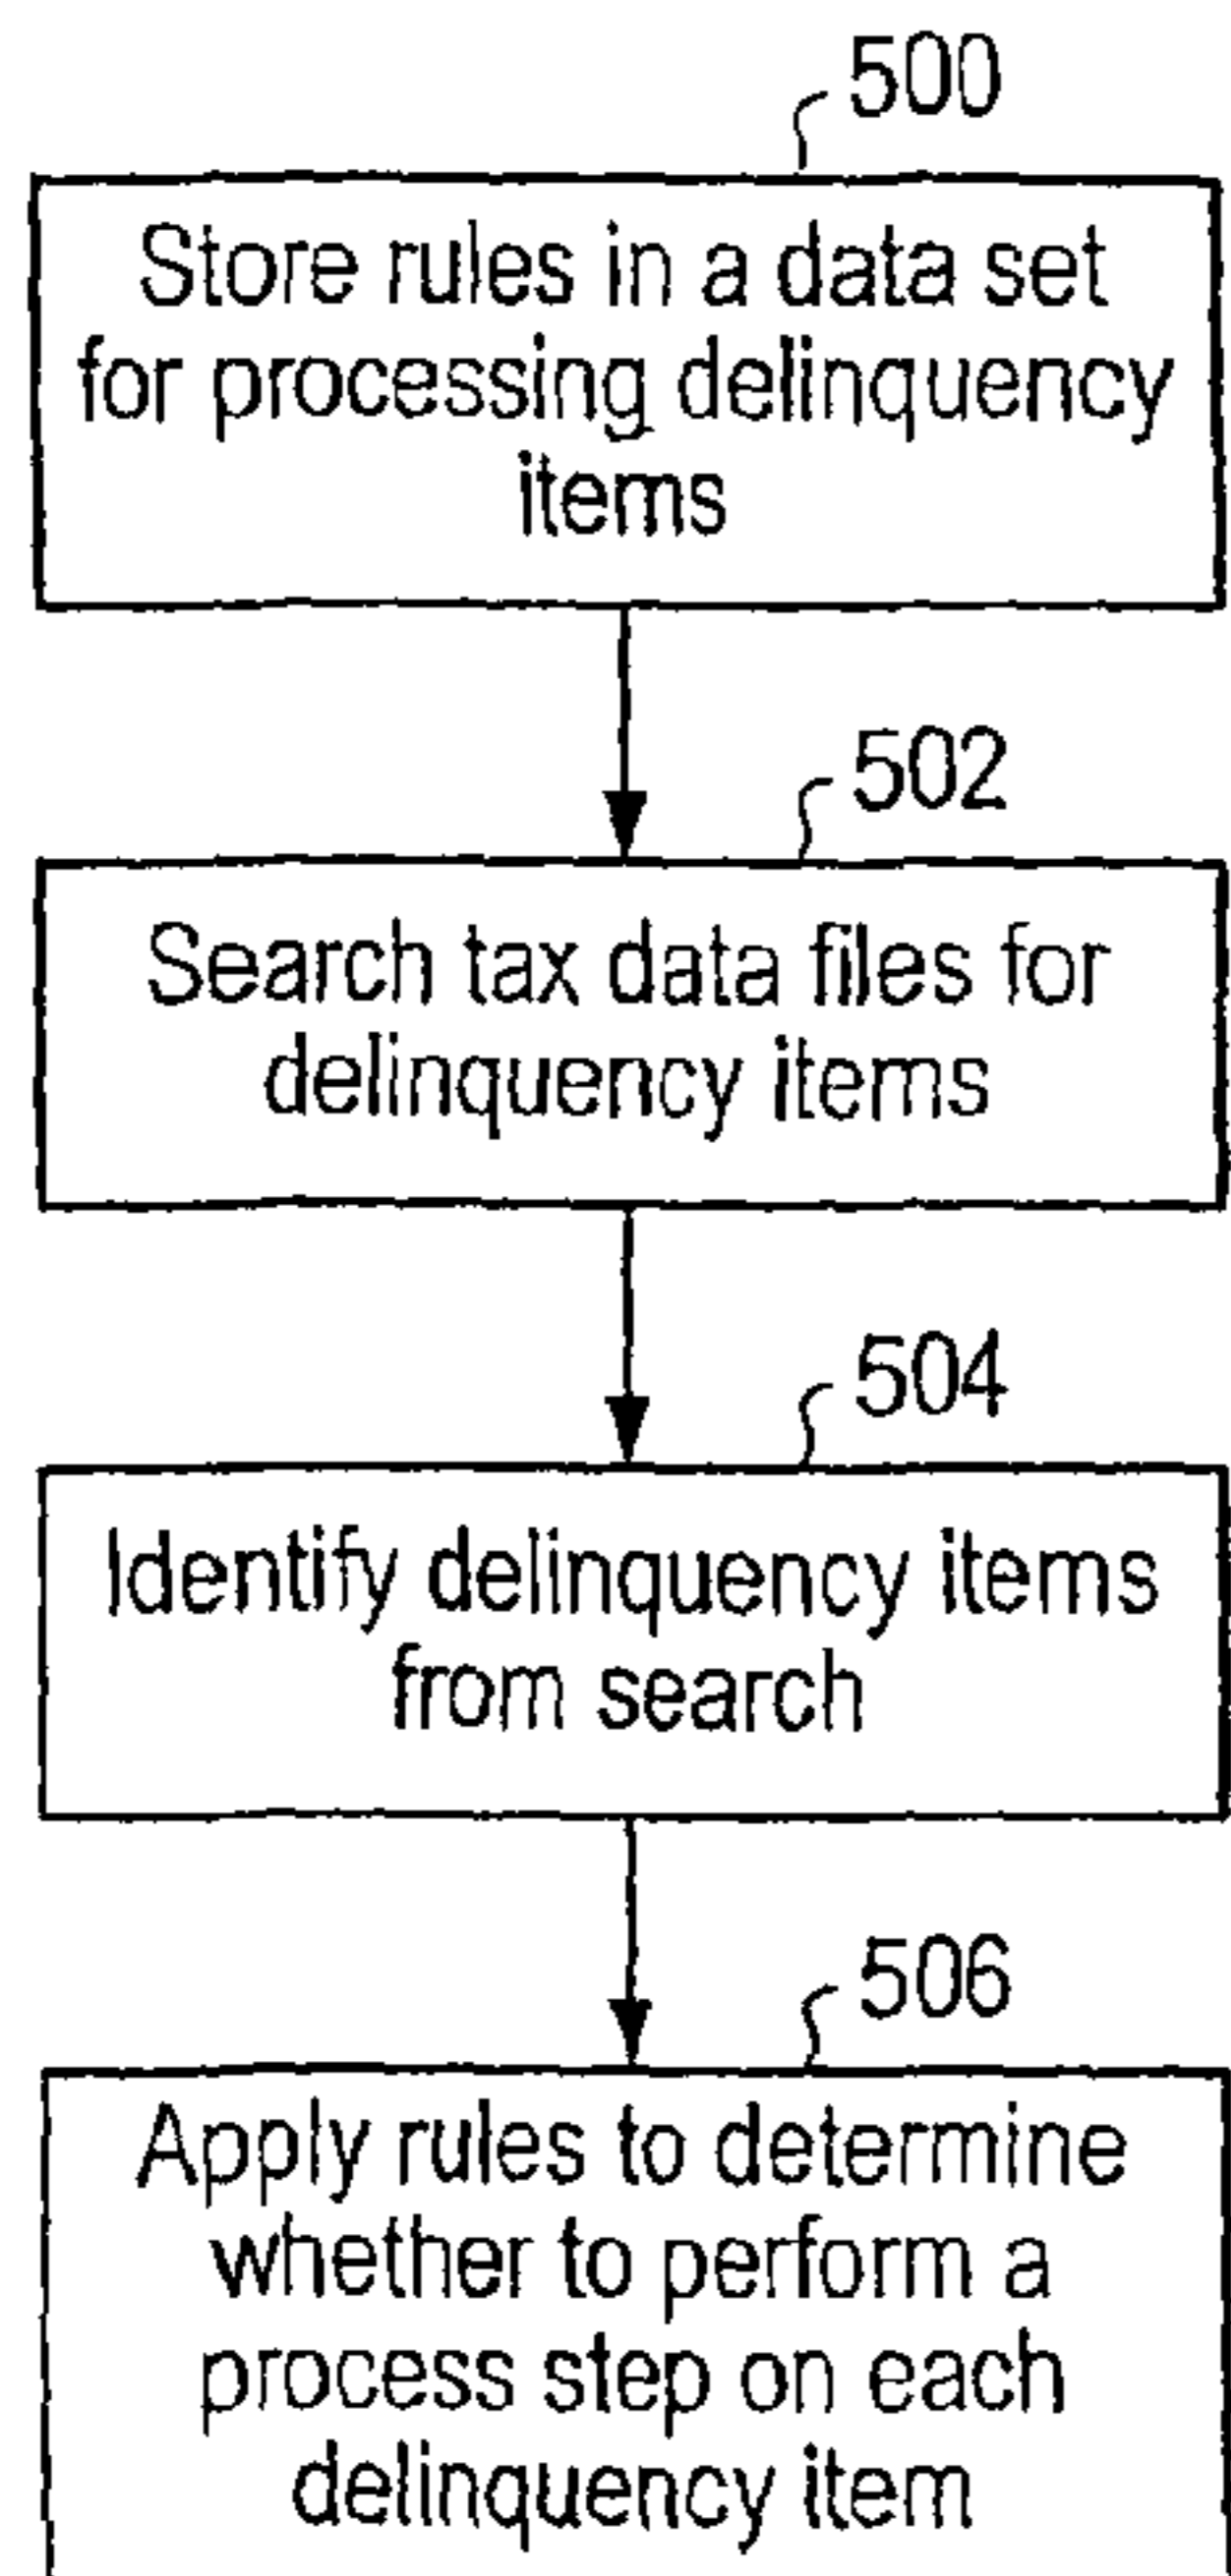 500
Store rules in a data set
for processing delinquency
items
502
Search tax data files for
delinquency items
504
Identify delinquency items
from search
506
Apply rules to determine
whether to perform a
process step on each
delinquency item